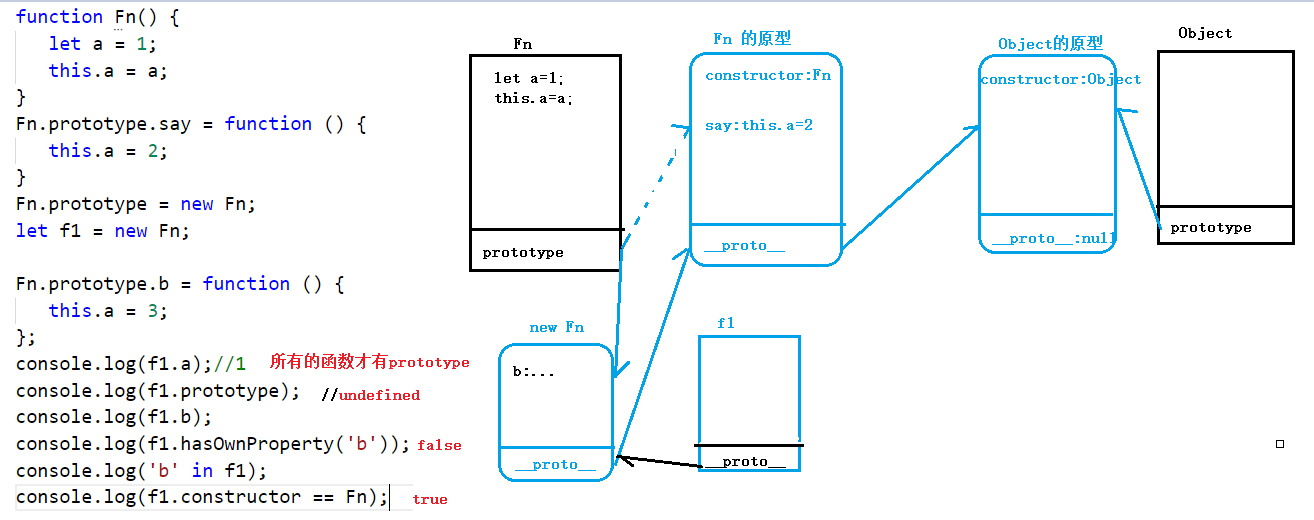 function Fn() {
let a = 1;
this.a = a;
}
Fn.prototype.say = function () {
this.a = 2;
}
Fn.prototype = new Fn;
let f1 = new Fn;
Fn.prototype.b = function () {
this.a = 3;
};
console.log(f1.a);//1 所有的函数才有prototype
console.log(f1.prototype); //undefined
console.log(f1.b);
console.log(f1.hasOwnProperty('b')); false
console.log('b' in f1);
console.log(f1.constructor == Fn); true
Fn
let a=1;
this.a=a;
prototype
Fn 的原型
constructor:Fn
say:this.a=2
__proto__
Object的原型
constructor:Object
__proto__:null
Object
prototype
new Fn
b:...
__proto__
f1
__proto__